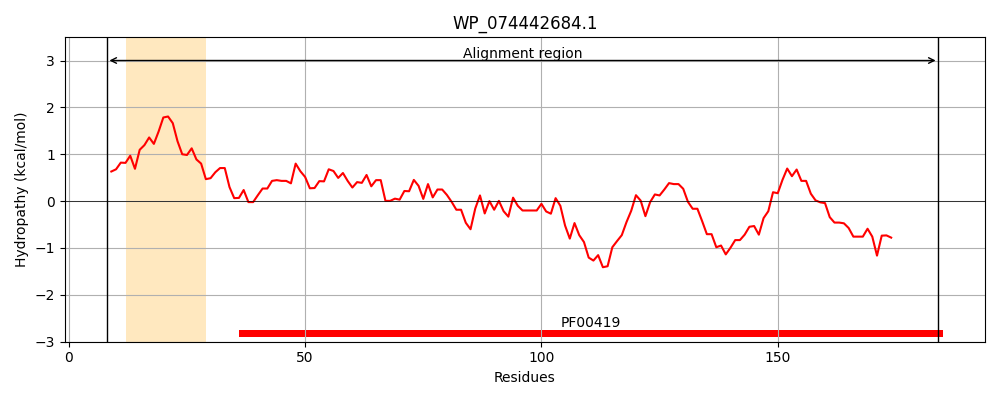 WP_074442684.1
Alignment region
3
2
1
0
−1
−2
−3
Hydropathy (kcal/mol)
PF00419
0 50 100 150
Residues